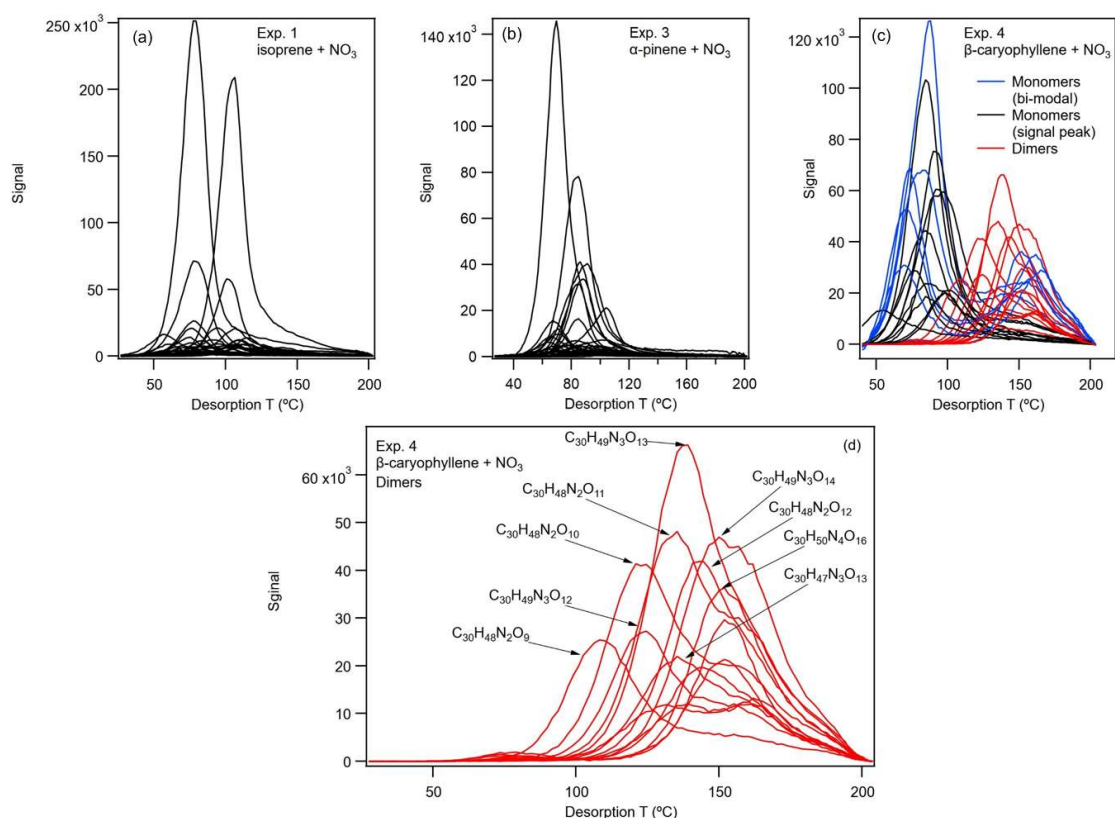 (a)
Exp. 1
isoprene + NO₃
250 x10³
200
150
100
50
0
Signal
50
100
150
200
Desorption T (ºC)
(b)
Exp. 3
α-pinene + NO₃
140 x10³
120
100
80
60
40
20
0
Signal
40
80
120
160
200
Desorption T (ºC)
(c)
Exp. 4
β-caryophyllene + NO₃
Monomers
(bi-modal)
Monomers
(signal peak)
Dimers
120 x10³
100
80
60
40
20
0
Signal
50
100
150
200
Desorption T (ºC)
Exp. 4
β-caryophyllene + NO₃
Dimers
(d)
C₃₀H₄₉N₃O₁₃
C₃₀H₄₈N₂O₁₁
C₃₀H₄₈N₂O₁₀
C₃₀H₄₉N₃O₁₂
C₃₀H₄₈N₂O₉
C₃₀H₄₉N₃O₁₄
C₃₀H₄₈N₂O₁₂
C₃₀H₅₀N₄O₁₆
C₃₀H₄₇N₃O₁₃
60 x10³
50
40
30
20
10
0
Sginal
50
100
150
200
Desorption T (ºC)